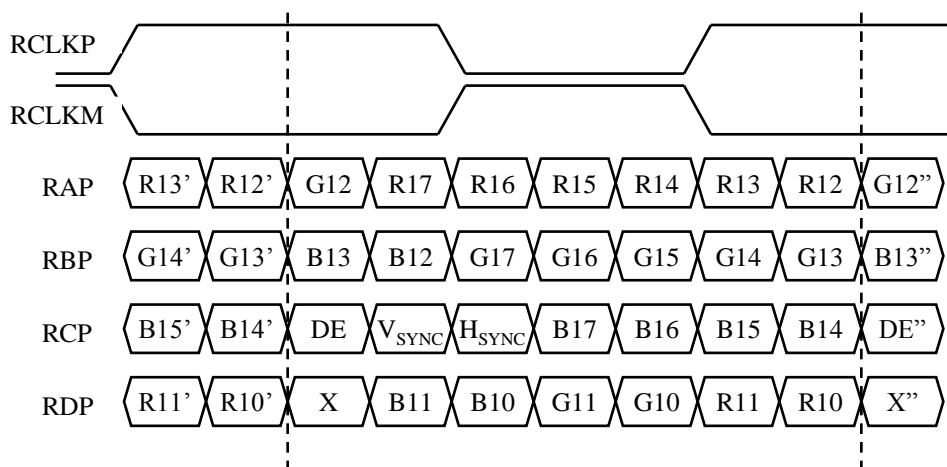 RCLKP
RCLKM
RAP R13’ R12’ G12 R17 R16 R15 R14 R13 R12 G12”
RBP G14’ G13’ B13 B12 G17 G16 G15 G14 G13 B13”
RCP B15’ B14’ DE VSYNC HSYNC B17 B16 B15 B14 DE”
RDP R11’ R10’ X B11 B10 G11 G10 R11 R10 X”